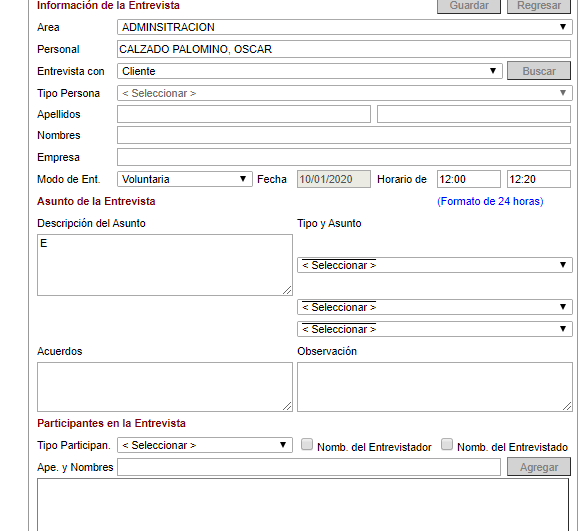 Información de la Entrevista Guardar Regresar
Area ADMINSITRACION
Personal CALZADO PALOMINO, OSCAR
Entrevista con Cliente Buscar
Tipo Persona < Seleccionar >
Apellidos
Nombres
Empresa
Modo de Ent. Voluntaria Fecha 10/01/2020 Horario de 12:00 12:20
Asunto de la Entrevista (Formato de 24 horas)
Descripción del Asunto Tipo y Asunto
E
< Seleccionar >
< Seleccionar >
< Seleccionar >
Acuerdos Observación
Participantes en la Entrevista
Tipo Participan. < Seleccionar > Nomb. del Entrevistador Nomb. del Entrevistado
Ape. y Nombres Agregar